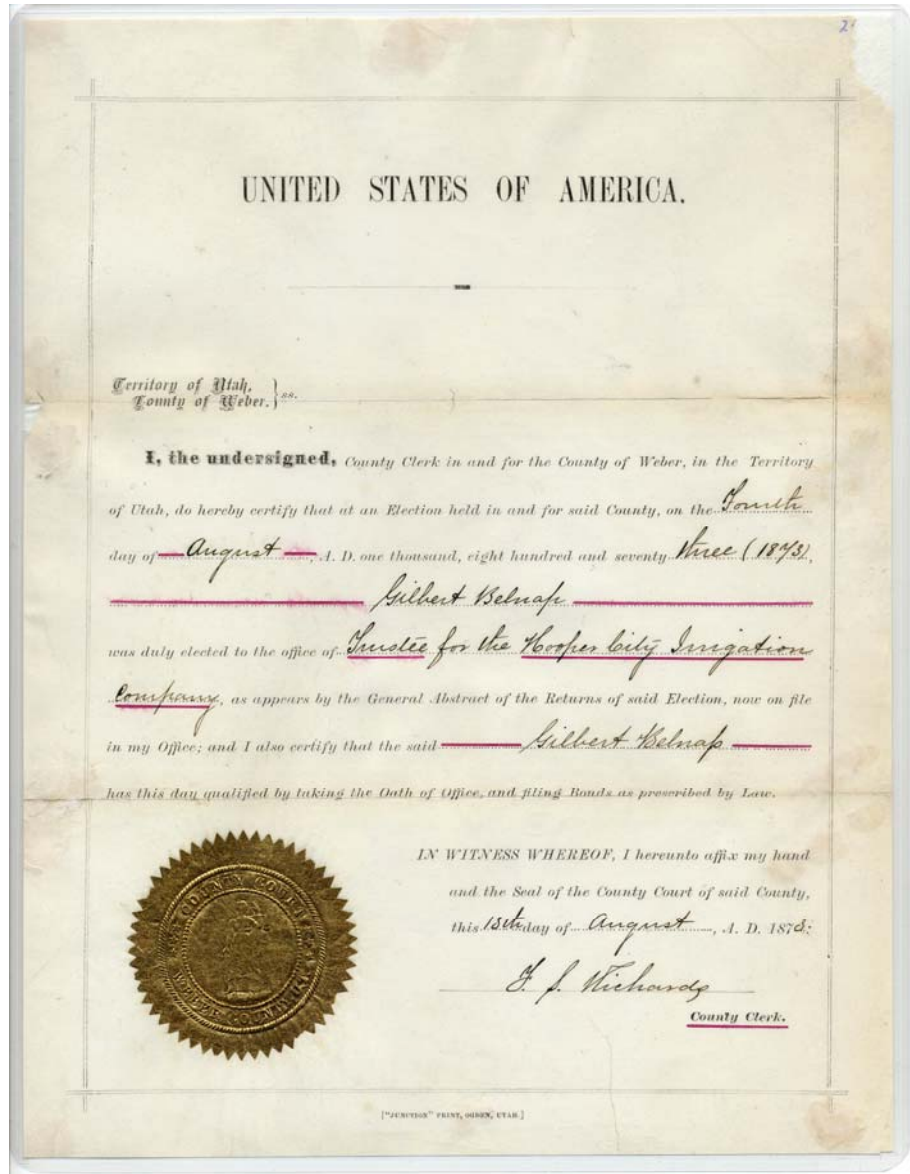 2
UNITED STATES OF AMERICA.
Territory of Utah,
County of Weber. } ss.
I, the undersigned, County Clerk in and for the County of Weber, in the Territory
of Utah, do hereby certify that at an Election held in and for said County, on the Fourth
day of August, A. D. one thousand, eight hundred and seventy three (1873),
Gilbert Belnap
was duly elected to the office of Trustee for the Hooper City Irrigation
Company, as appears by the General Abstract of the Returns of said Election, now on file
in my Office; and I also certify that the said Gilbert Belnap
has this day qualified by taking the Oath of Office, and filing Bonds as prescribed by Law.
IN WITNESS WHEREOF, I hereunto affix my hand
and the Seal of the County Court of said County,
this day of August, A. D. 1873.
F. S. Richards
County Clerk.
COUNTY COURT
WEBER COUNTY
["JUNCTION" PRINT, OGDEN, UTAH.]